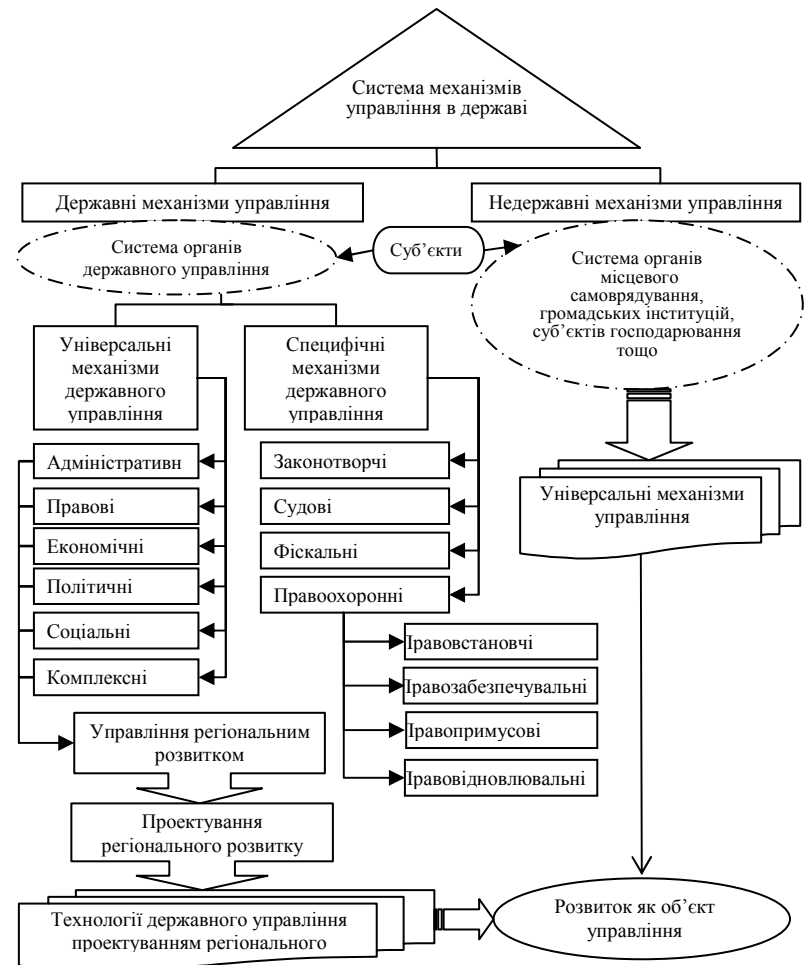 Система механізмів
управління в державі
Державні механізми управління
Недержавні механізми управління
Система органів
державного управління
Суб’єкти
Система органів
місцевого
самоврядування,
громадських інституцій,
суб’єктів господарювання
тощо
Універсальні
механізми
державного
управління
Специфічні
механізми
державного
управління
Адміністративн
Правові
Економічні
Політичні
Соціальні
Комплексні
Законотворчі
Судові
Фіскальні
Правоохоронні
Іравовстановчі
Іравозабезпечувальні
Іравопримусові
Іравовідновлювальні
Універсальні механізми
управління
Управління регіональним
розвитком
Проектування
регіонального розвитку
Технології державного управління
проектуванням регіонального
Розвиток як об’єкт
управління